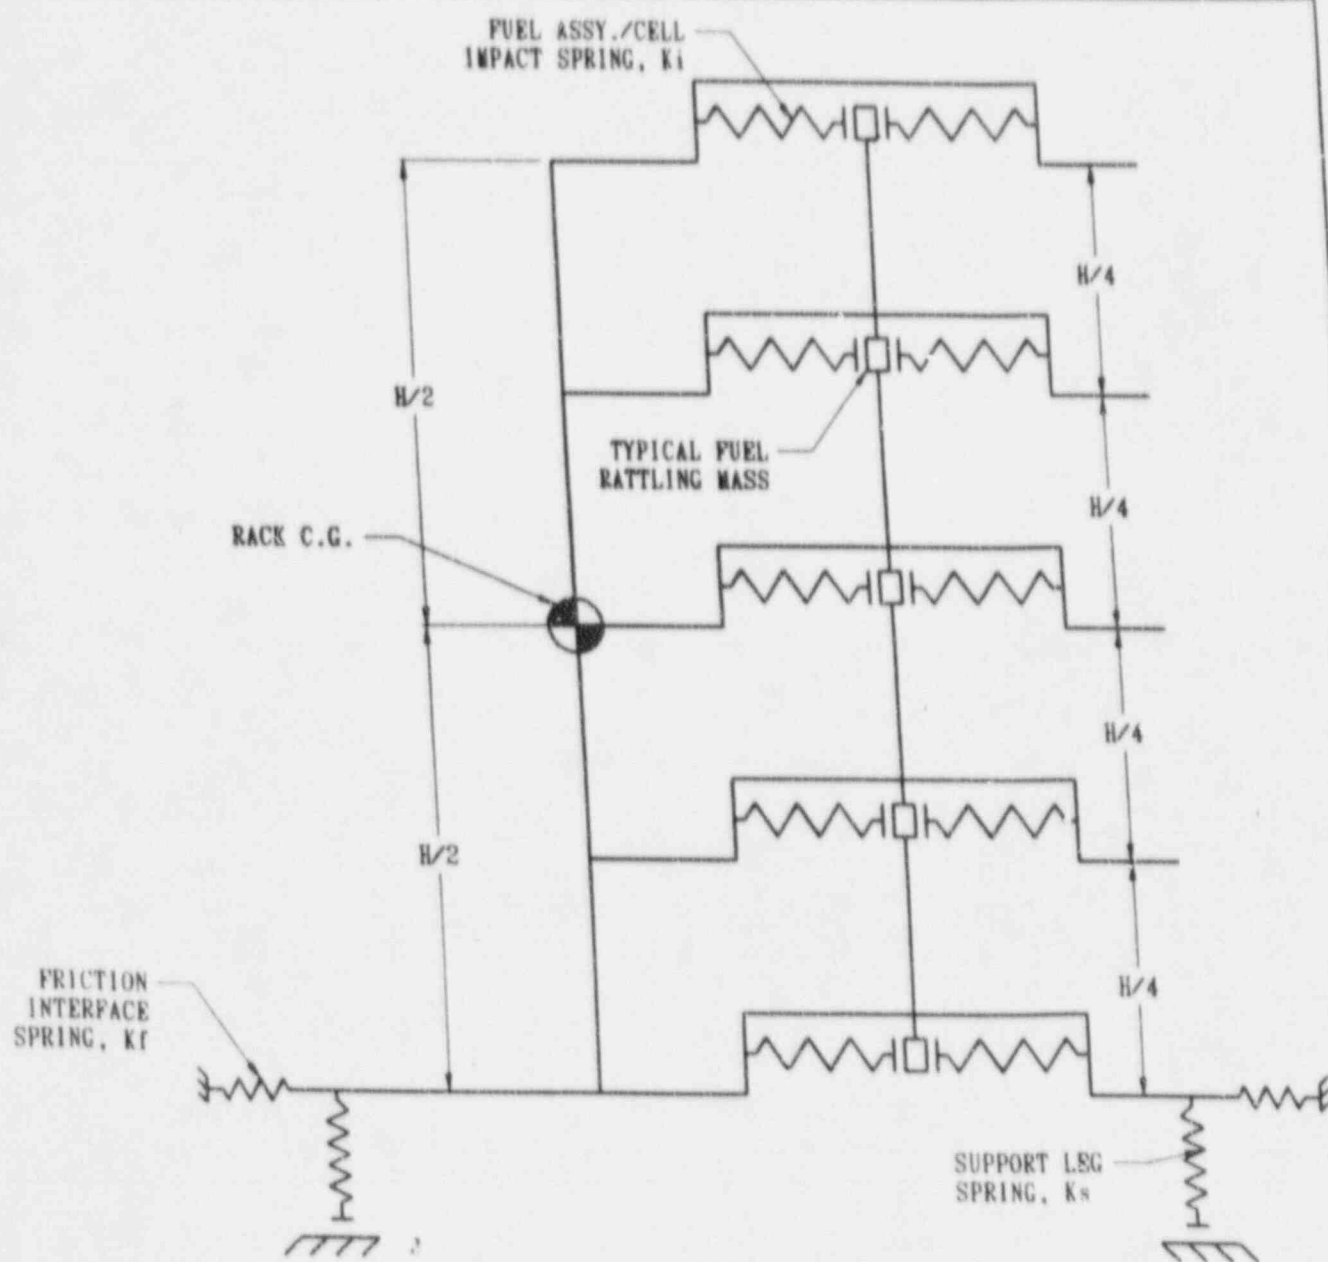 FUEL ASSY./CELL
IMPACT SPRING, Ki
H/4
H/2
TYPICAL FUEL
RATTLING MASS
H/4
RACK C.G.
H/4
H/2
FRICTION
INTERFACE
SPRING, Kf
H/4
SUPPORT LEG
SPRING, Ks